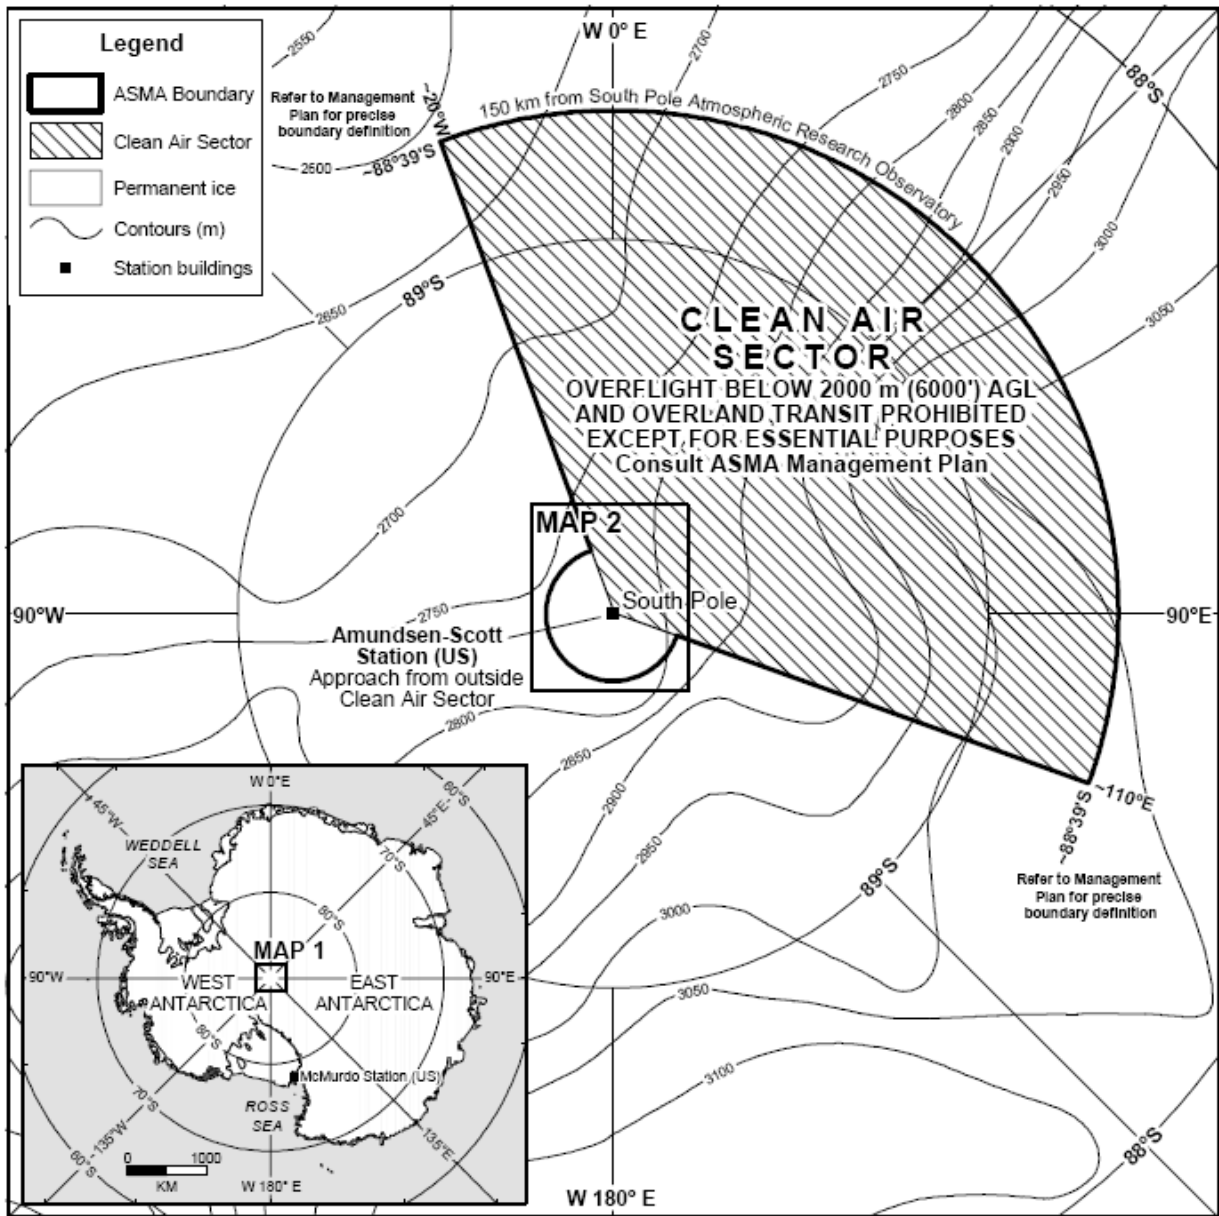 Legend
ASMA Boundary
Clean Air Sector
Permanent ice
Contours (m)
Station buildings
2550
Refer to Management
Plan for precise
boundary definition
2600
~20°W
~88°39'S
W 0° E
2700
150 km from South Pole Atmospheric Research Observatory
2750
2800
2850
2900
2950
3000
3050
88°S
2650
89°S
CLEAN AIR
SECTOR
OVERFLIGHT BELOW 2000 m (6000') AGL
AND OVERLAND TRANSIT PROHIBITED
EXCEPT FOR ESSENTIAL PURPOSES
Consult ASMA Management Plan
2700
MAP 2
South Pole
90°W
90°E
2750
Amundsen-Scott
Station (US)
Approach from outside
Clean Air Sector
2800
2850
2900
2950
3000
3050
3100
89°S
~110°E
~88°39'S
Refer to Management
Plan for precise
boundary definition
88°S
W 180° E
W 0°E
60°S
45°W
45°E
WEDDELL
SEA
70°S
80°S
MAP 1
90°W
90°E
WEST
ANTARCTICA
EAST
ANTARCTICA
80°S
McMurdo Station (US)
70°S
ROSS
SEA
60°S
135°W
135°E
0 1000
KM
W 180° E